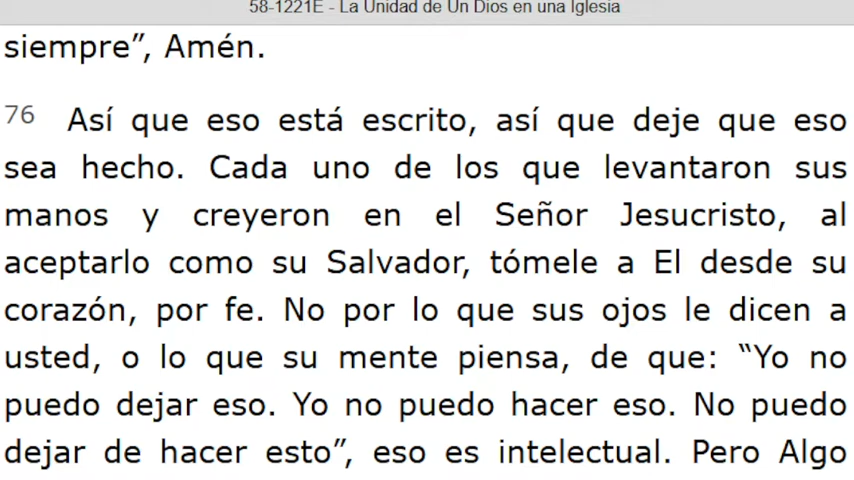 58-1221E - La Unidad de Un Dios en una Iglesia
siempre”, Amén.
76 Así que eso está escrito, así que deje que eso
sea hecho. Cada uno de los que levantaron sus
manos y creyeron en el Señor Jesucristo, al
aceptarlo como su Salvador, tómele a El desde su
corazón, por fe. No por lo que sus ojos le dicen a
usted, o lo que su mente piensa, de que: “Yo no
puedo dejar eso. Yo no puedo hacer eso. No puedo
dejar de hacer esto”, eso es intelectual. Pero Algo